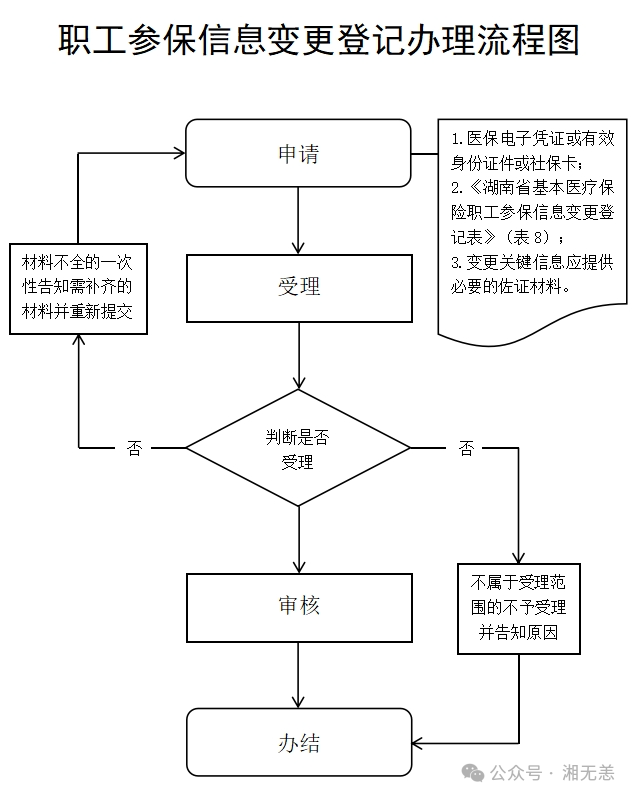 职工参保信息变更登记办理流程图
申请
1.医保电子凭证或有效
身份证件或社保卡；
2.《湖南省基本医疗保
险职工参保信息变更登
记表》（表8）；
3.变更关键信息应提供
必要的佐证材料。
材料不全的一次
性告知需补齐的
材料并重新提交
受理
判断是否
受理
否
否
审核
不属于受理范
围的不予受理
并告知原因
办结
公众号·湘无恙